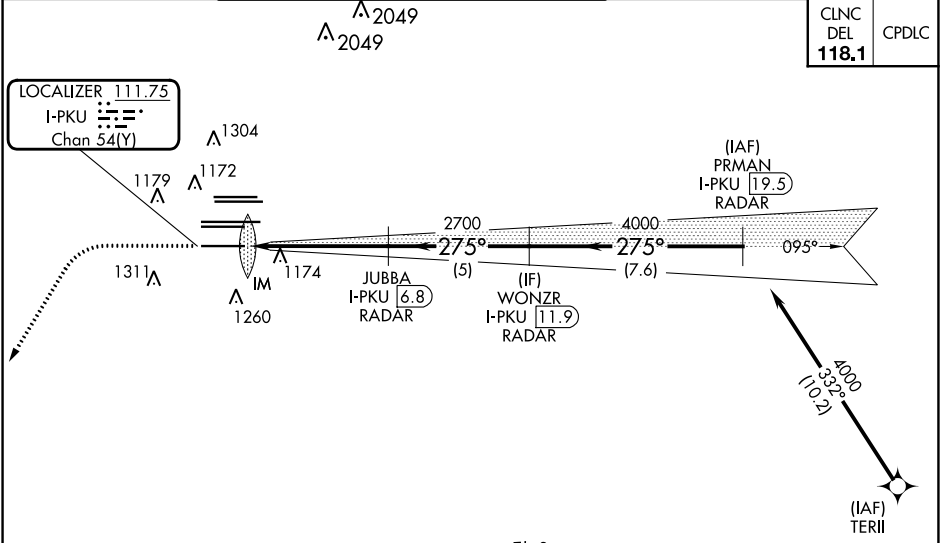 2049
2049
CLNC
DEL
118.1
CPDLC
LOCALIZER 111.75
I-PKU
Chan 54(Y)
1304
1172
1179
(IAF)
PRMAN
I-PKU 19.5
RADAR
2700
4000
275°
275°
095°
(5)
(7.6)
1311
IM
1174
1260
JUBBA
I-PKU 6.8
RADAR
(IF)
WONZR
I-PKU 11.9
RADAR
4000
332°
(10.2)
(IAF)
TERII